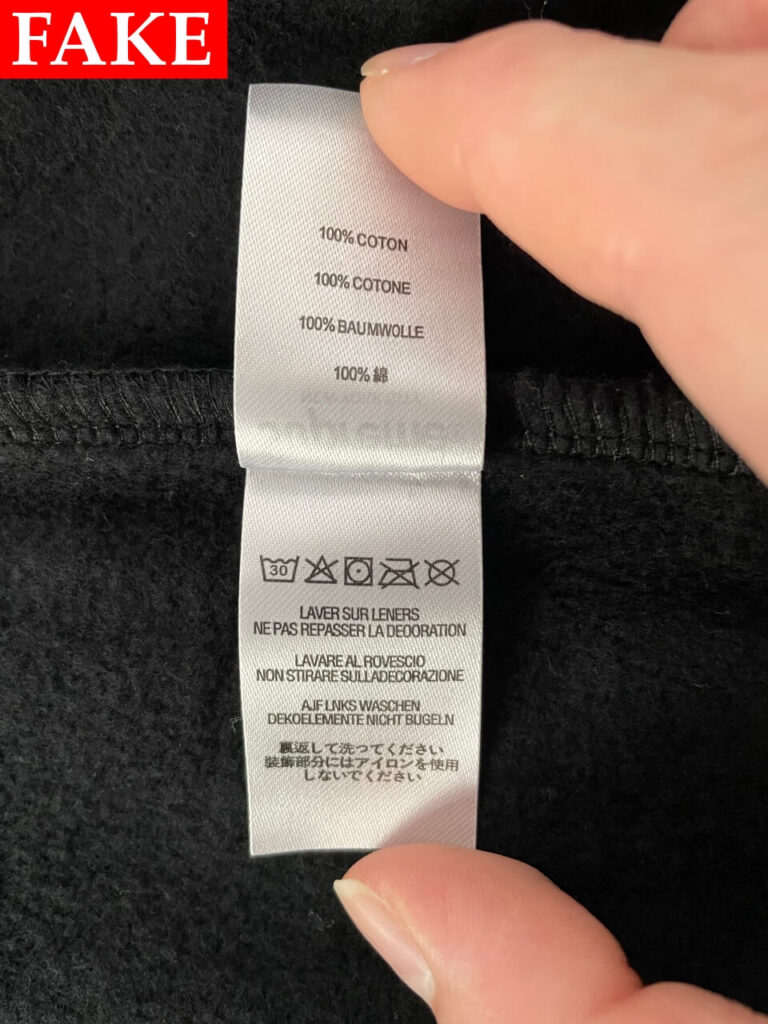 FAKE
100% COTON
100% COTONE
100% BAUMWOLLE
100% 綿
30
LAVER SUR LENERS
NE PAS REPASSER LA DEOORATION
LAVARE AL ROVESCIO
NON STIRARE SULLADECORAZIONE
AJF LNKS WASCHEN
DEKOELEMENTE NICHT BUGELN
裏返して洗つてください
装飾部分にはアイロンを使用
しないでください